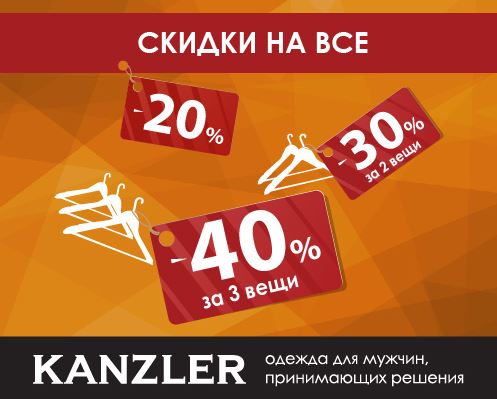 СКИДКИ НА ВСЕ
-20%
-30%
за 2 вещи
-40%
за 3 вещи
KANZLER
одежда для мужчин,
принимающих решения